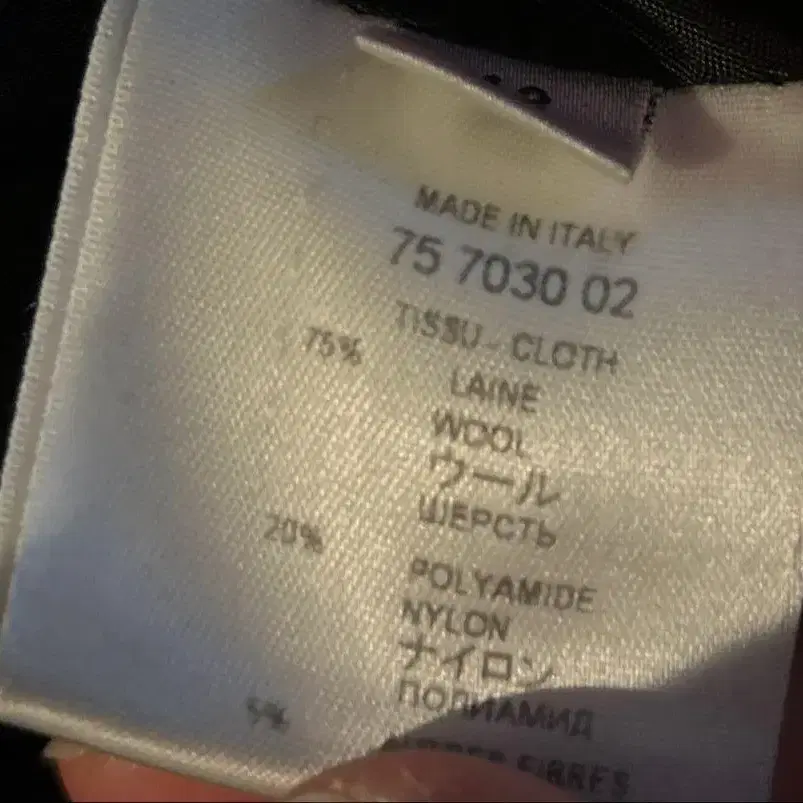 MADE IN ITALY
75 7030 02
TISSU - CLOTH
75% LAINE
WOOL
ウール
ШЕРСТЬ
20% POLYAMIDE
NYLON
ナイロン
ПОЛИАМИД
5% FIBRES